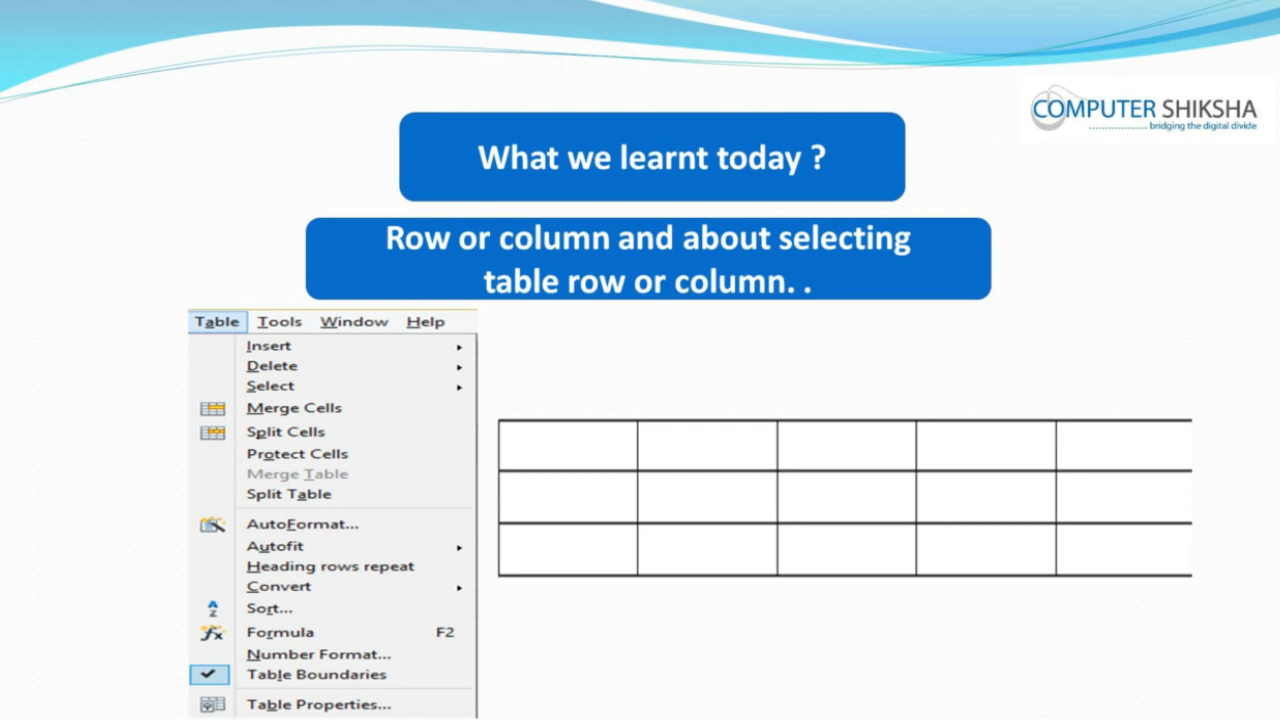 COMPUTER SHIKSHA
bridging the digital divide
What we learnt today ?
Row or column and about selecting
table row or column. .
Table Tools Window Help
Insert
Delete
Select
Merge Cells
Split Cells
Protect Cells
Merge Table
Split Table
AutoFormat...
Autofit
Heading rows repeat
Convert
Sort...
Formula F2
Number Format...
Table Boundaries
Table Properties...